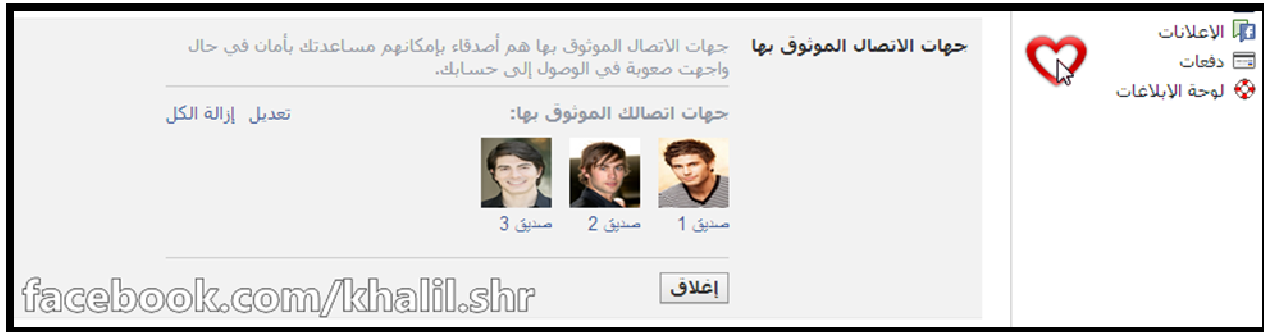 الإعلانات
دفعات
لوحة الإبلاغات
جهات الاتصال الموثوق بها
جهات الاتصال الموثوق بها هم أصدقاء بإمكانهم مساعدتك بأمان في حال
واجهت صعوبة في الوصول إلى حسابك.
جهات اتصالك الموثوق بها:
تعديل إزالة الكل
صديق 1 صديق 2 صديق 3
إغلاق
facebook.com/khalil.shr